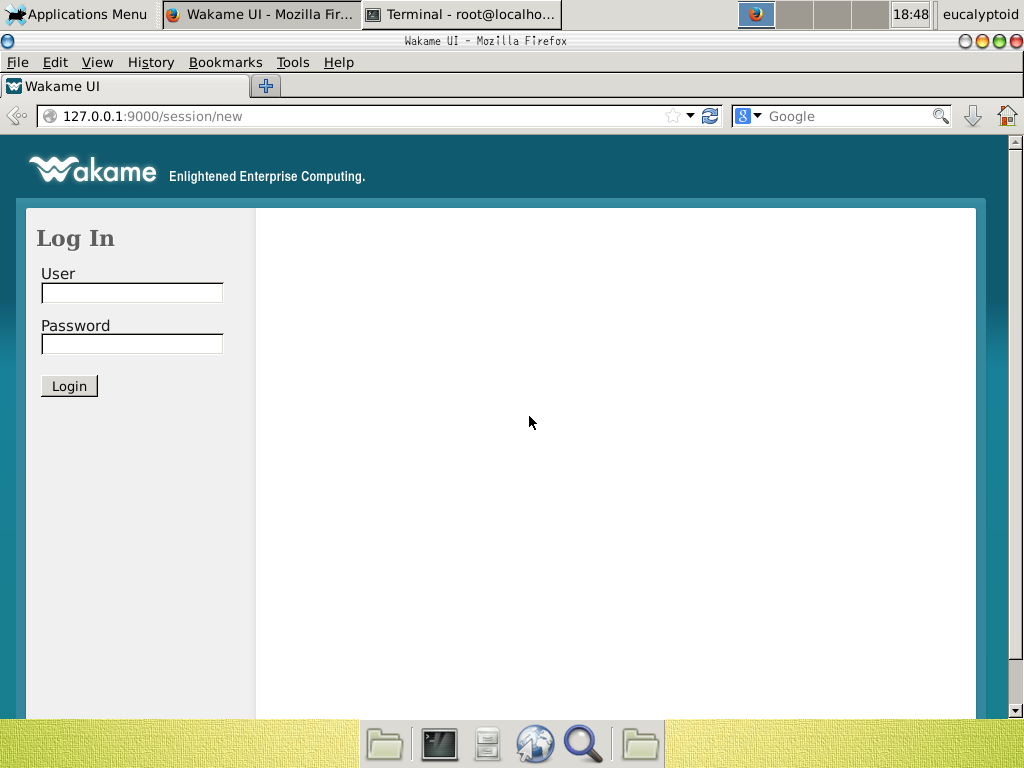 Applications Menu
Wakame UI - Mozilla Fir...
Terminal - root@localho...
18:48
eucalyptoid
Wakame UI - Mozilla Firefox
File Edit View History Bookmarks Tools Help
Wakame UI
127.0.0.1:9000/session/new
8 Google
Wakame Enlightened Enterprise Computing.
Log In
User
Password
Login